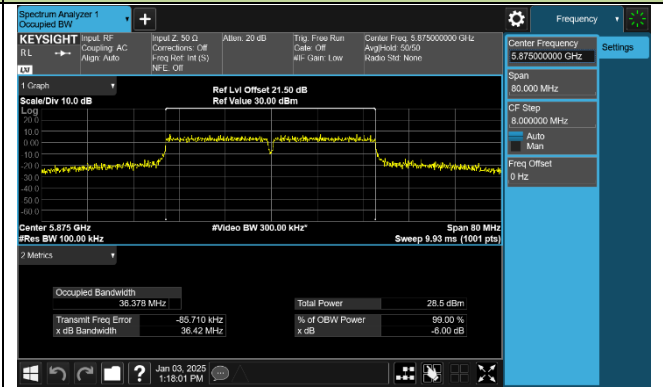 Spectrum Analyzer 1
Occupied BW
Frequency
KEYSIGHT
RL
LXI
Input: RF
Coupling: AC
Align: Auto
Input Z: 50 Ω
Corrections: Off
Freq Ref: Int (S)
NFE: Off
Atten: 20 dB
Trig: Free Run
Gate: Off
#IF Gain: Low
Center Freq: 5.875000000 GHz
Avg|Hold: 50/50
Radio Std: None
Center Frequency
5.875000000 GHz
Settings
Span
80.000 MHz
CF Step
8.000000 MHz
Auto
Man
Freq Offset
0 Hz
1 Graph
Scale/Div 10.0 dB
Ref Lvl Offset 21.50 dB
Ref Value 30.00 dBm
Log
20.0
10.0
0.00
-10.0
-20.0
-30.0
-40.0
-50.0
-60.0
Center 5.875 GHz
#Res BW 100.00 kHz
#Video BW 300.00 kHz*
Span 80 MHz
Sweep 9.93 ms (1001 pts)
2 Metrics
Occupied Bandwidth
36.378 MHz
Total Power 28.5 dBm
Transmit Freq Error -85.710 kHz
% of OBW Power 99.00 %
x dB Bandwidth 36.42 MHz
x dB -6.00 dB
?
Jan 03, 2025
1:18:01 PM